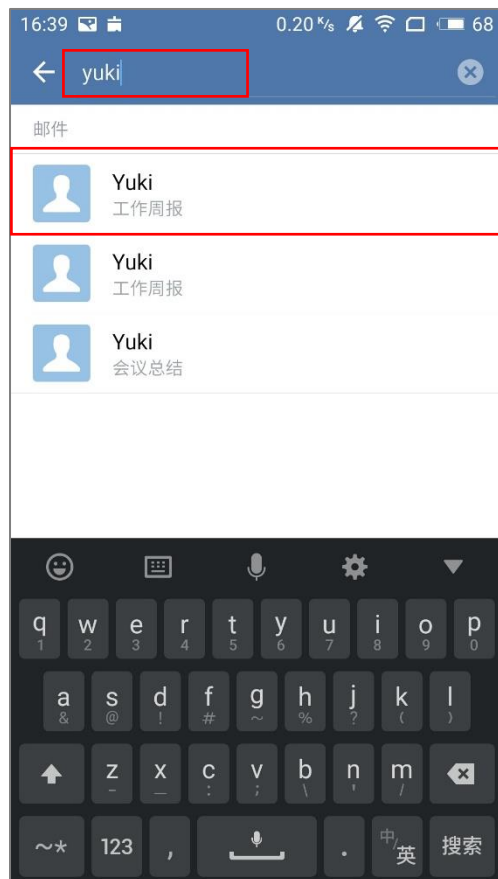 16:39 0.20 K/s 68
yuki
邮件
Yuki
工作周报
Yuki
工作周报
Yuki
会议总结
q w e r t y u i o p
1 2 3 4 5 6 7 8 9 0
a s d f g h j k l
& @ ! # ~ % ? ( )
z x c v b n m
- _ : ; \ ' /
~* 123 , . 中/英 搜索